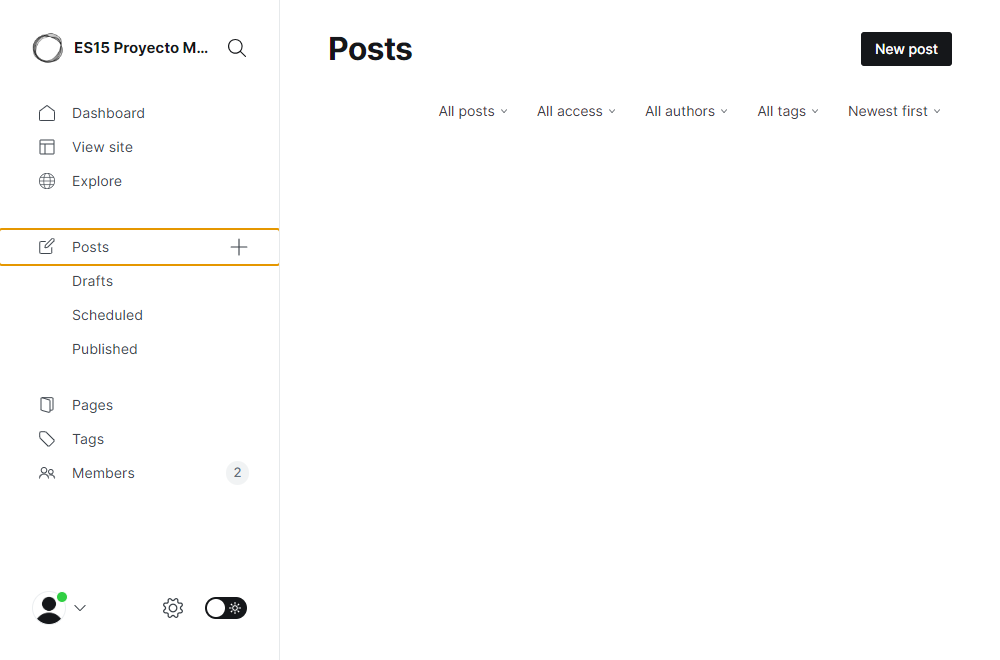 ES15 Proyecto M...
Dashboard
View site
Explore
Posts
Drafts
Scheduled
Published
Pages
Tags
Members 2
Posts
New post
All posts All access All authors All tags Newest first